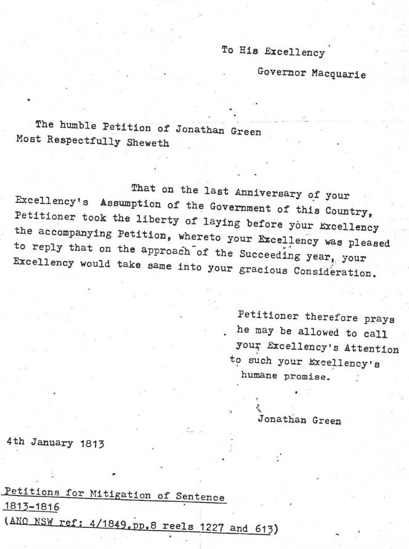 To His Excellency
Governor Macquarie
The humble Petition of Jonathan Green
Most Respectfully Sheweth
That on the last Anniversary of your
Excellency's Assumption of the Government of this Country,
Petitioner took the liberty of laying before your Excellency
the accompanying Petition, whereto your Excellency was pleased
to reply that on the approach of the Succeeding year, your
Excellency would take same into your gracious Consideration.
Petitioner therefore prays
he may be allowed to call
your Excellency's Attention
to such your Excellency's
humane promise.
Jonathan Green
4th January 1813
Petitions for Mitigation of Sentence
1813-1816
(ANO NSW ref: 4/1849,pp.8 reels 1227 and 613)